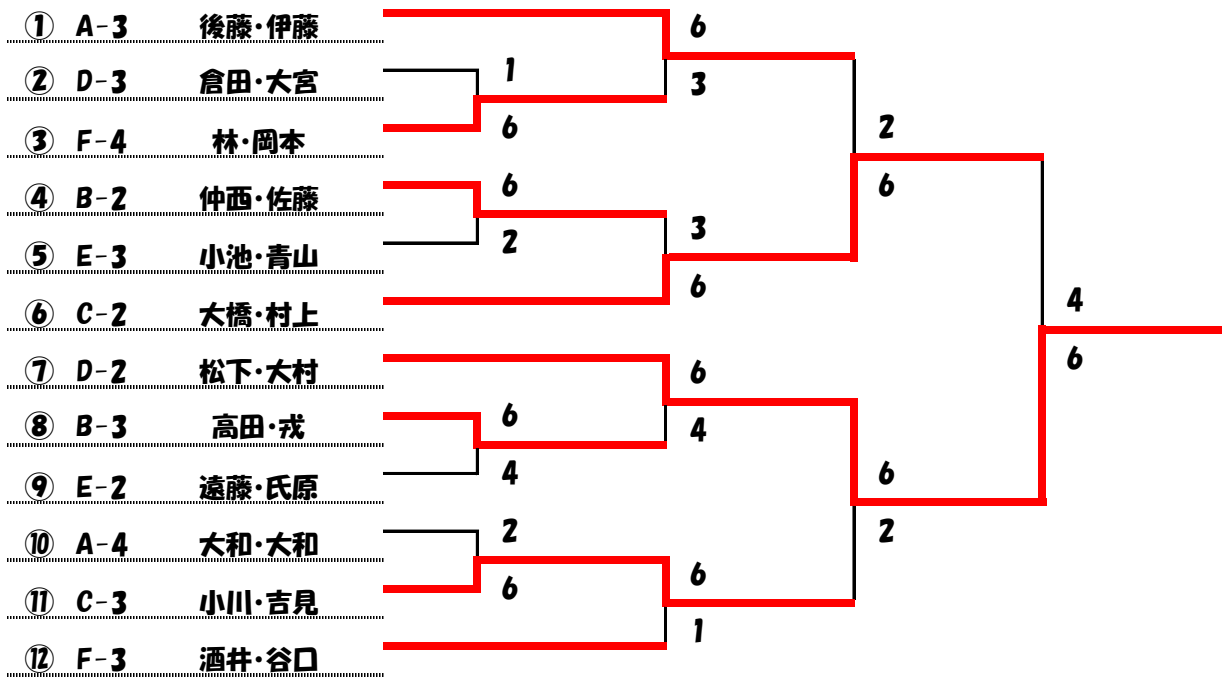 ① A-3 後藤・伊藤
② D-3 倉田・大宮
③ F-4 林・岡本
④ B-2 仲西・佐藤
⑤ E-3 小池・青山
⑥ C-2 大橋・村上
⑦ D-2 松下・大村
⑧ B-3 高田・戎
⑨ E-2 遠藤・氏原
⑩ A-4 大和・大和
⑪ C-3 小川・吉見
⑫ F-3 酒井・谷口
1
6
6
2
6
4
2
6
6
3
3
6
6
4
6
1
2
6
6
2
4
6